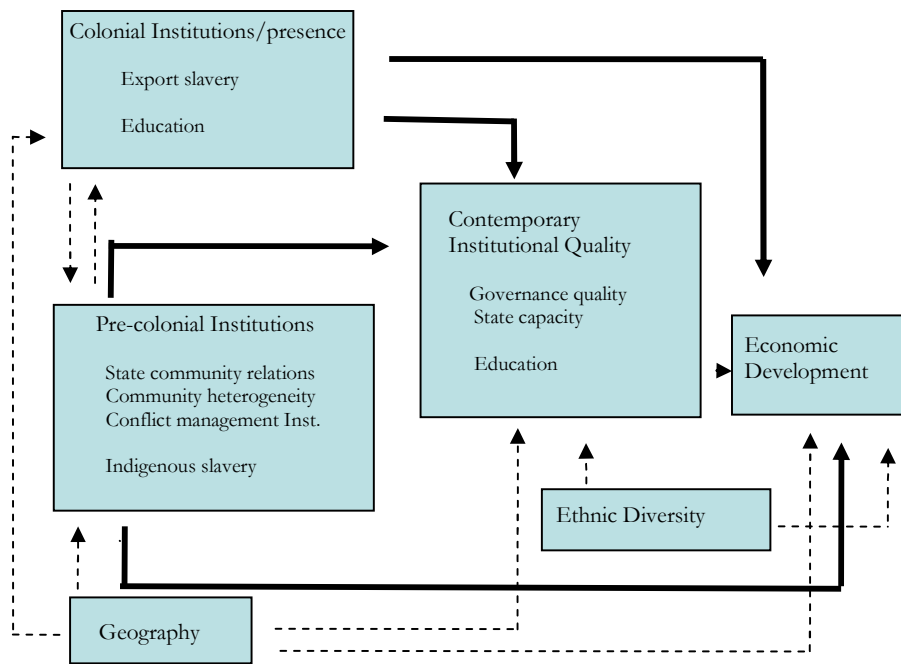 Colonial Institutions/presence
Export slavery
Education
Contemporary
Institutional Quality
Governance quality
State capacity
Education
Pre-colonial Institutions
State community relations
Community heterogeneity
Conflict management Inst.
Indigenous slavery
Economic
Development
Ethnic Diversity
Geography